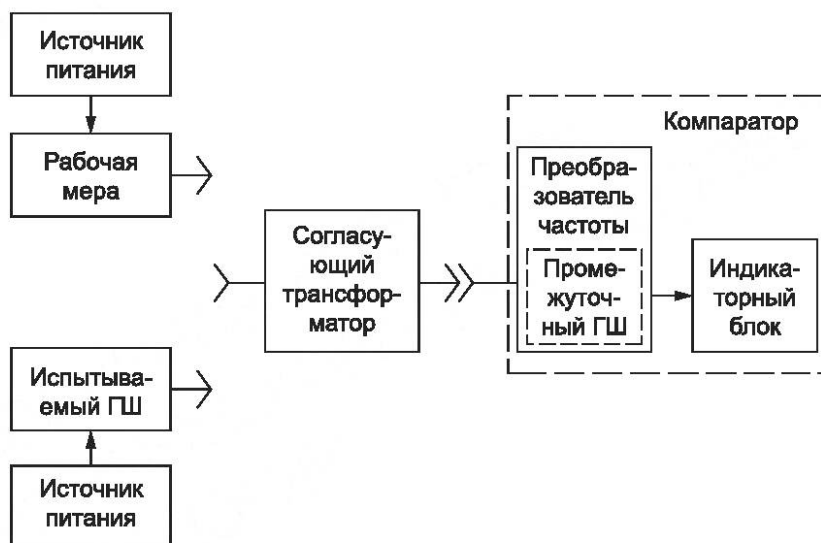 Источник
питания
Рабочая
мера
Испытыва-
емый ГШ
Источник
питания
Согласу-
ющий
трансфор-
матор
Компаратор
Преобра-
зователь
частоты
Проме-
жуточ-
ный ГШ
Индика-
торный
блок